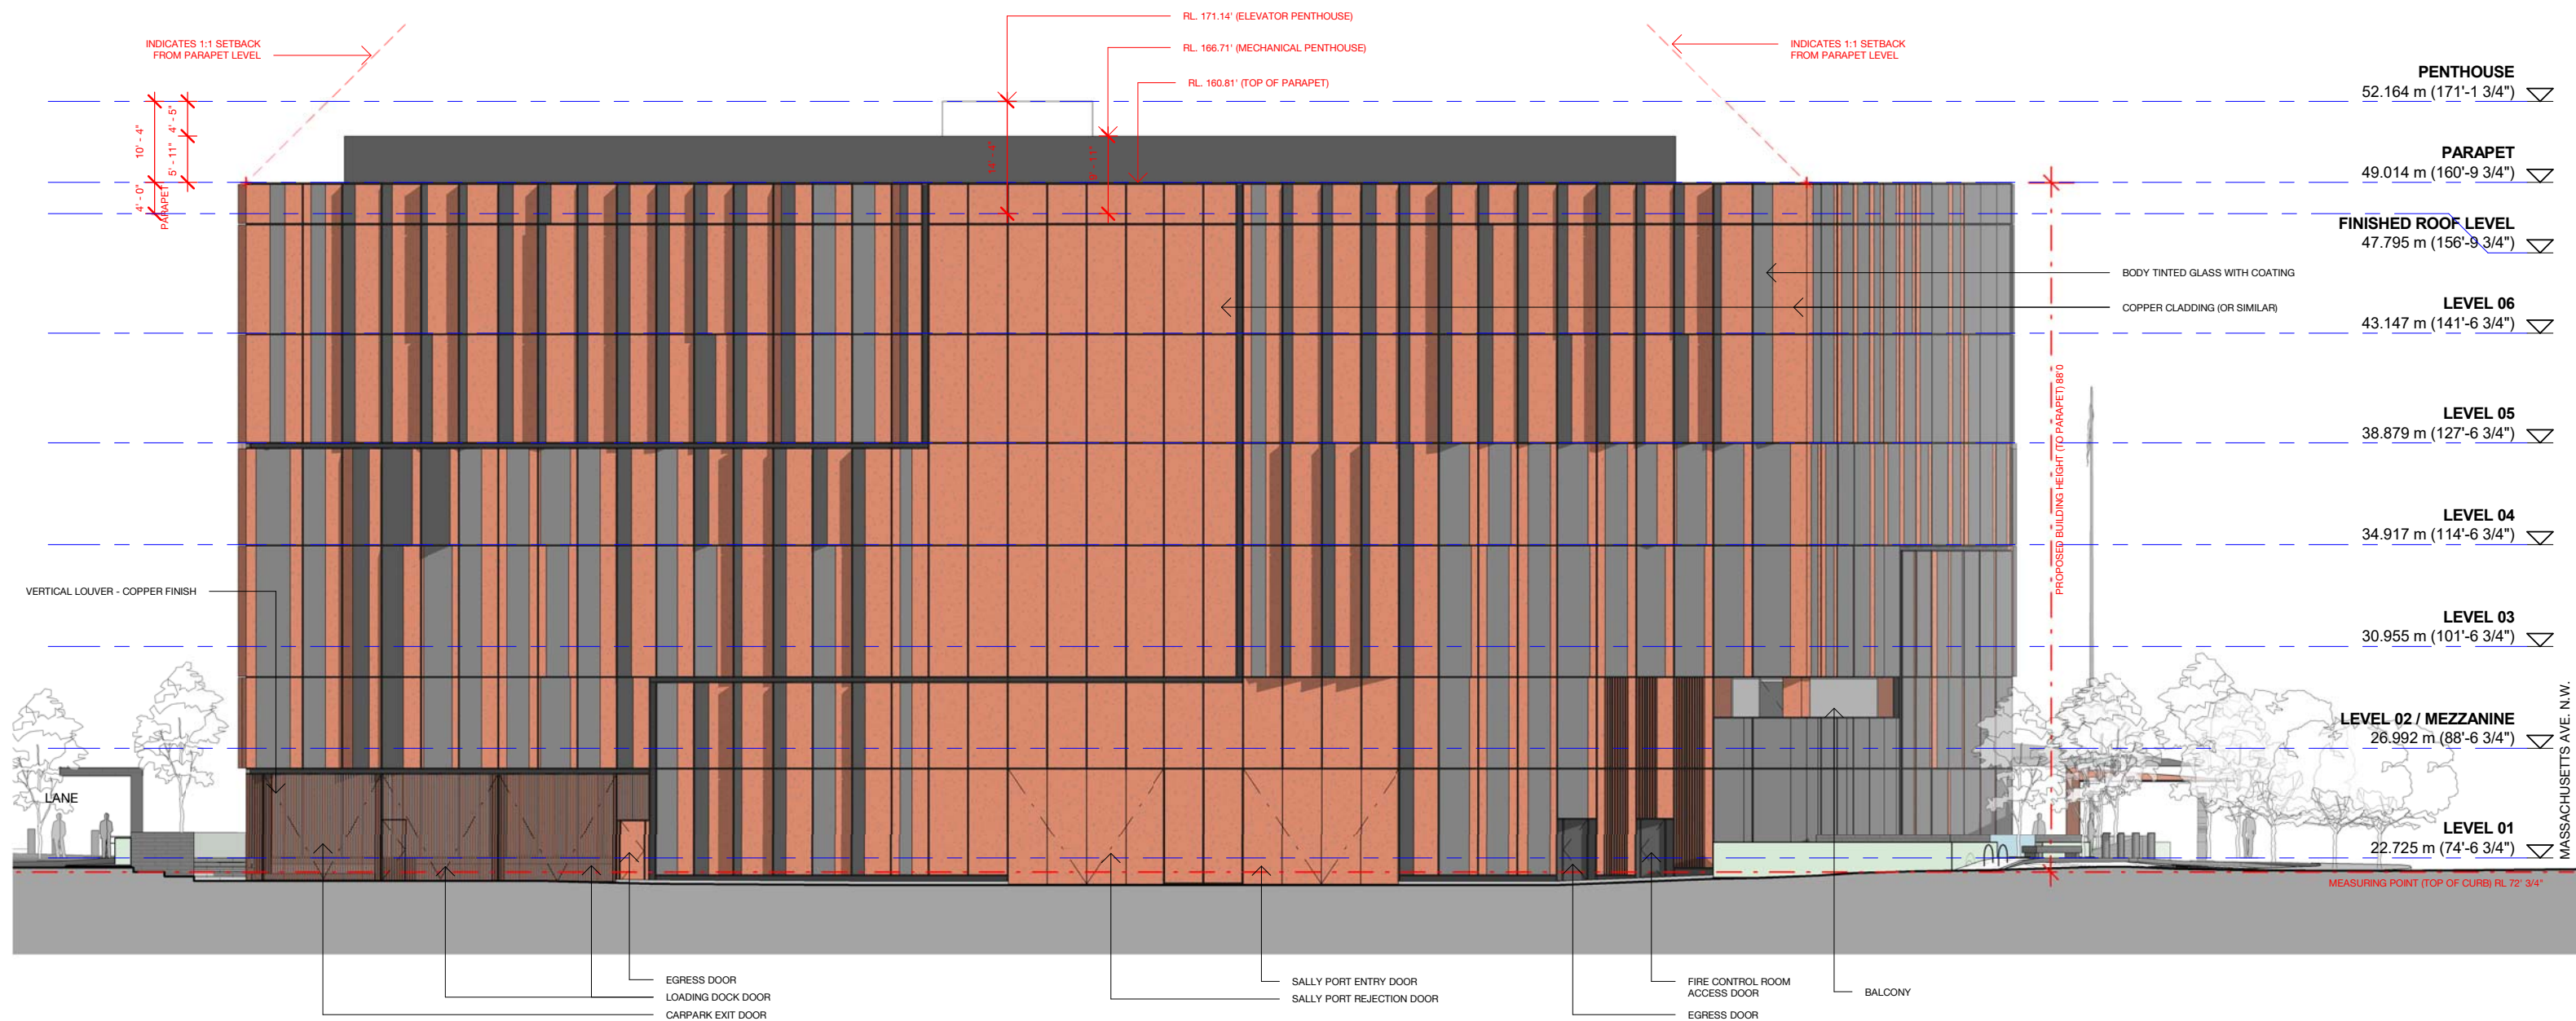 RL. 171.14' (ELEVATOR PENTHOUSE)
INDICATES 1:1 SETBACK
FROM PARAPET LEVEL
RL. 166.71' (MECHANICAL PENTHOUSE)
INDICATES 1:1 SETBACK
FROM PARAPET LEVEL
RL. 160.81' (TOP OF PARAPET)
PENTHOUSE
52.164 m (171'-1 3/4")
10' - 4"
4' - 5"
5' - 11"
4' - 0"
PARAPET
14' - 4"
9' - 11"
PARAPET
49.014 m (160'-9 3/4")
FINISHED ROOF LEVEL
47.795 m (156'-9 3/4")
BODY TINTED GLASS WITH COATING
COPPER CLADDING (OR SIMILAR)
LEVEL 06
43.147 m (141'-6 3/4")
PROPOSED BUILDING HEIGHT (TO PARAPET) 88'0
LEVEL 05
38.879 m (127'-6 3/4")
LEVEL 04
34.917 m (114'-6 3/4")
VERTICAL LOUVER - COPPER FINISH
LEVEL 03
30.955 m (101'-6 3/4")
LEVEL 02 / MEZZANINE
26.992 m (88'-6 3/4")
MASSACHUSETTS AVE. N.W.
LANE
LEVEL 01
22.725 m (74'-6 3/4")
MEASURING POINT (TOP OF CURB) RL 72' 3/4"
EGRESS DOOR
LOADING DOCK DOOR
CARPARK EXIT DOOR
SALLY PORT ENTRY DOOR
SALLY PORT REJECTION DOOR
FIRE CONTROL ROOM
ACCESS DOOR
EGRESS DOOR
BALCONY